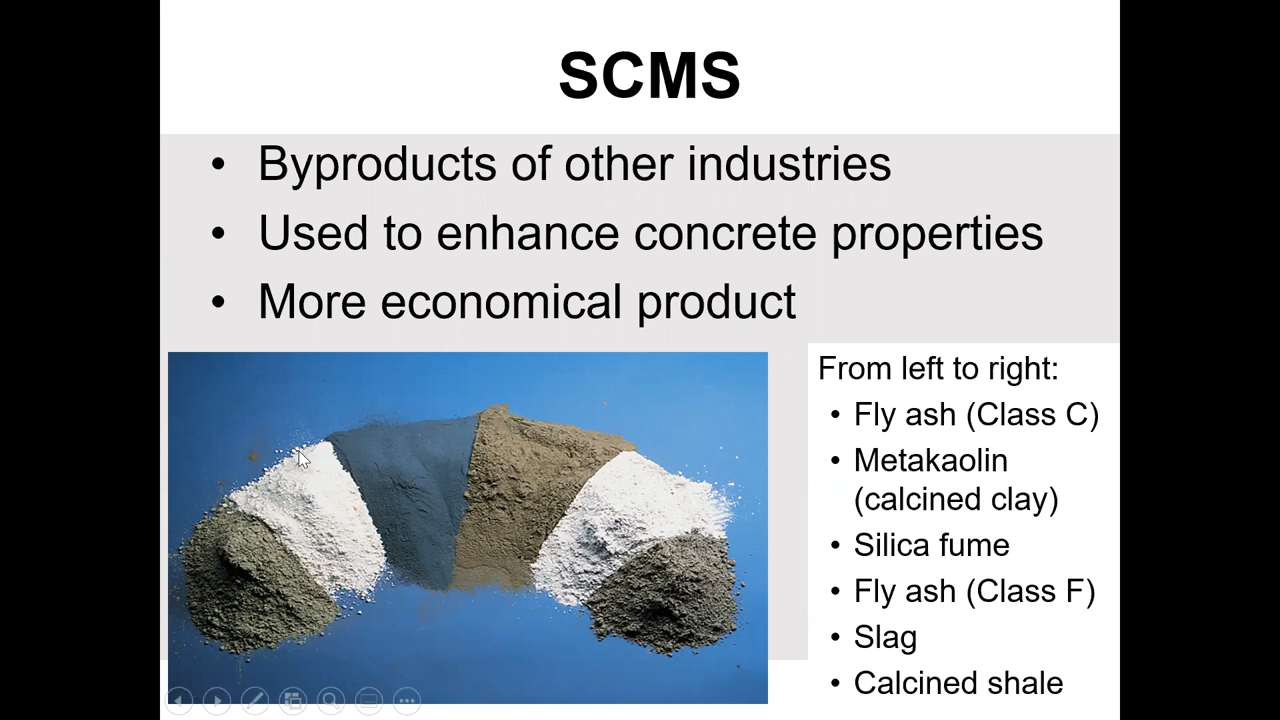 SCMS
• Byproducts of other industries
• Used to enhance concrete properties
• More economical product
From left to right:
• Fly ash (Class C)
• Metakaolin
(calcined clay)
• Silica fume
• Fly ash (Class F)
• Slag
• Calcined shale